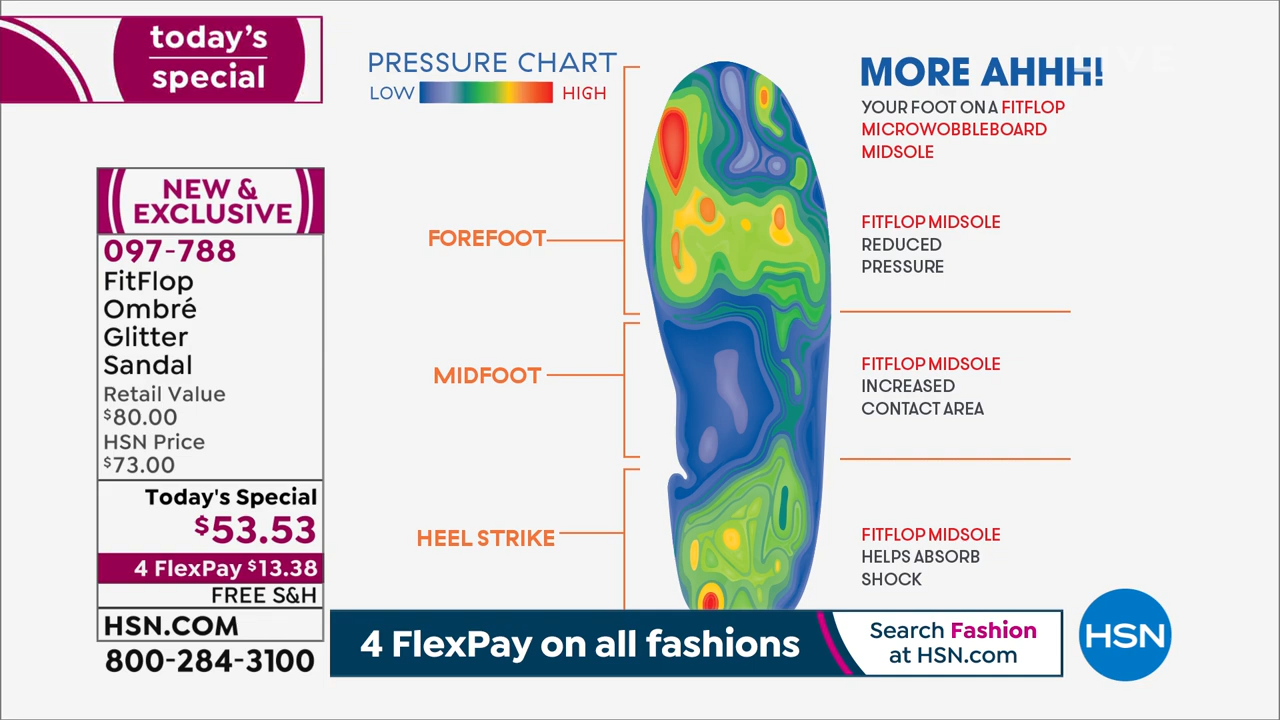 today's
special
NEW &
EXCLUSIVE
097-788
FitFlop
Ombré
Glitter
Sandal
Retail Value
$80.00
HSN Price
$73.00
Today's Special
$53.53
4 FlexPay $13.38
FREE S&H
HSN.COM
800-284-3100
PRESSURE CHART
LOW HIGH
FOREFOOT
MIDFOOT
HEEL STRIKE
LIVE
MORE AHHH!
YOUR FOOT ON A FITFLOP
MICROWOBBLEBOARD
MIDSOLE
FITFLOP MIDSOLE
REDUCED
PRESSURE
FITFLOP MIDSOLE
INCREASED
CONTACT AREA
FITFLOP MIDSOLE
HELPS ABSORB
SHOCK
4 FlexPay on all fashions
Search Fashion
at HSN.com
HSN